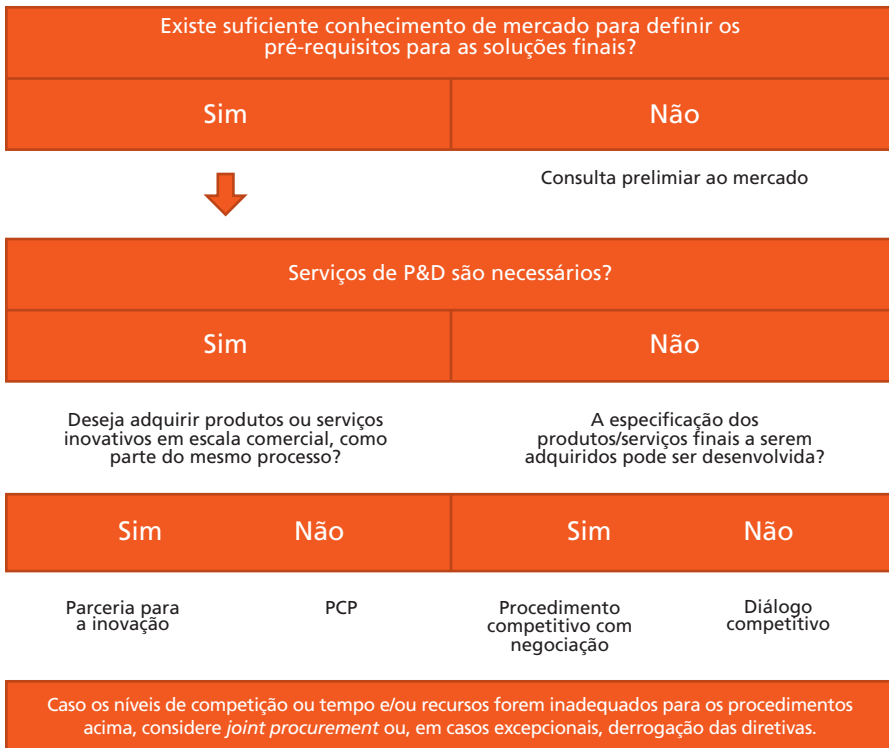 Existe suficiente conhecimento de mercado para definir os
pré-requisitos para as soluções finais?
Sim
Não
Consulta prelimiar ao mercado
Serviços de P&D são necessários?
Sim
Não
Deseja adquirir produtos ou serviços
inovativos em escala comercial, como
parte do mesmo processo?
A especificação dos
produtos/serviços finais a serem
adquiridos pode ser desenvolvida?
Sim
Não
Sim
Não
Parceria para
a inovação
PCP
Procedimento
competitivo com
negociação
Diálogo
competitivo
Caso os níveis de competição ou tempo e/ou recursos forem inadequados para os procedimentos
acima, considere joint procurement ou, em casos excepcionais, derrogação das diretivas.